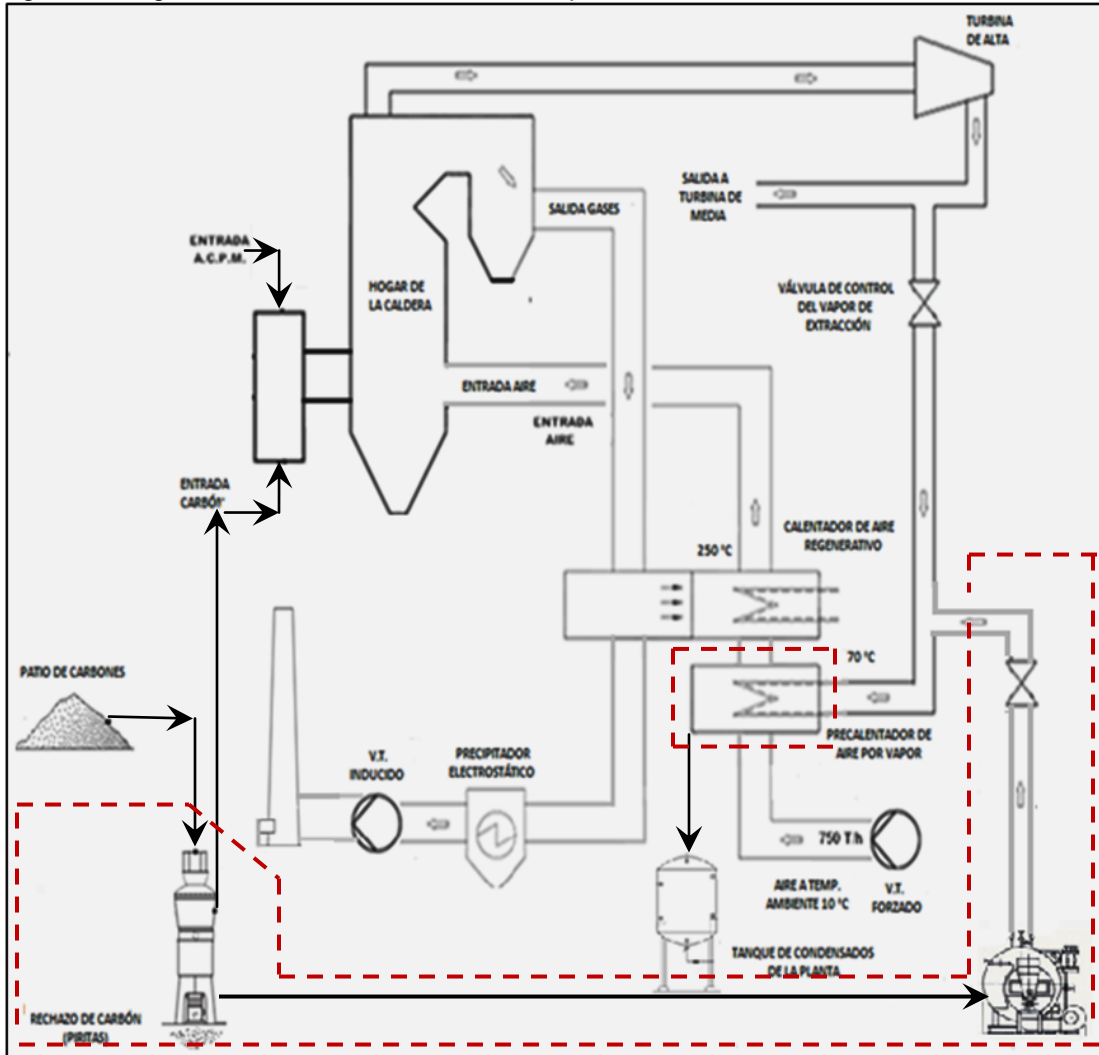 TURBINA
DE ALTA
SALIDA A
TURBINA DE
MEDIA
SALIDA GASES
ENTRADA
A.C.P.M.
HOGAR DE
LA CALDERA
VÁLVULA DE CONTROL
DEL VAPOR DE
EXTRACCIÓN
ENTRADA AIRE
ENTRADA
AIRE
ENTRADA
CARBÓN
CALENTADOR DE AIRE
REGENERATIVO
250 °C
70 °C
PATIO DE CARBONES
PRECALENTADOR DE
AIRE POR VAPOR
V.T.
INDUCIDO
PRECIPITADOR
ELECTROSTÁTICO
750 T/h
AIRE A TEMP.
AMBIENTE 10 °C
V.T.
FORZADO
TANQUE DE CONDENSADOS
DE LA PLANTA
RECHAZO DE CARBÓN
(PIRITAS)